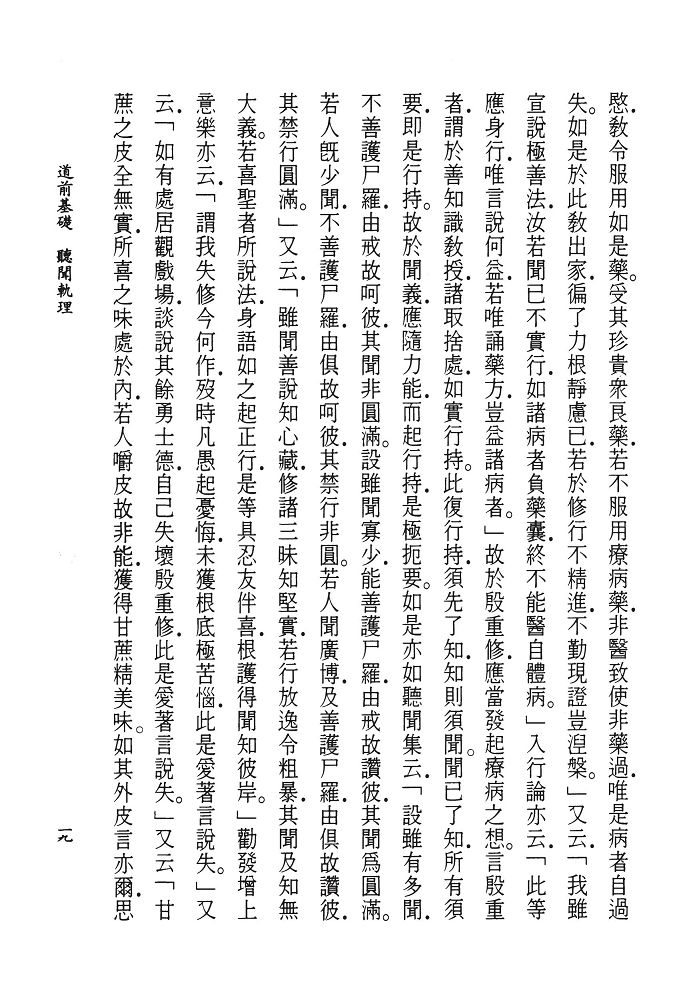 愍．教令服用如是藥。受其珍貴衆良藥．若不服用療病藥．非醫致使非藥過．唯是病者自過
失。如是於此教出家．徧了力根靜慮已．若於修行不精進．不勤現證豈涅槃。」又云．「我雖
宣說極善法．汝若聞已不實行．如諸病者負藥囊．終不能醫自體病。」入行論亦云．「此等
應身行．唯言說何益．若唯誦藥方．豈益諸病者。」故於殷重修．應當發起療病之想。言殷重
者．謂於善知識教授．諸取捨處．如實行持。此復行持．須先了知．知則須聞。聞已了知．所有須
要．即是行持。故於聞義．應隨力能．而起行持．是極扼要。如是亦如聽聞集云．「設雖有多聞．
不善護尸羅．由戒故呵彼．其聞非圓滿。設雖聞寡少．能善護尸羅．由戒故讚彼．其聞爲圓滿。
若人旣少聞．不善護尸羅．由俱故呵彼．其禁行非圓。若人聞廣博．及善護尸羅．由俱故讚彼．
其禁行圓滿。」又云．「雖聞善說知心藏．修諸三昧知堅實．若行放逸令粗暴．其聞及知無
大義。若喜聖者所說法．身語如之起正行．是等具忍友伴喜．根護得聞知彼岸。」勸發增上
意樂亦云．「謂我失修今何作．歿時凡愚起憂悔．未獲根底極苦惱．此是愛著言說失。」又
云．「如有處居觀戲場．談說其餘勇士德．自己失壞殷重修．此是愛著言說失。」又云．「甘
蔗之皮全無實．所喜之味處於內．若人嚼皮故非能．獲得甘蔗精美味。如其外皮言亦爾．思
道前基礎　聽聞軌理
一九